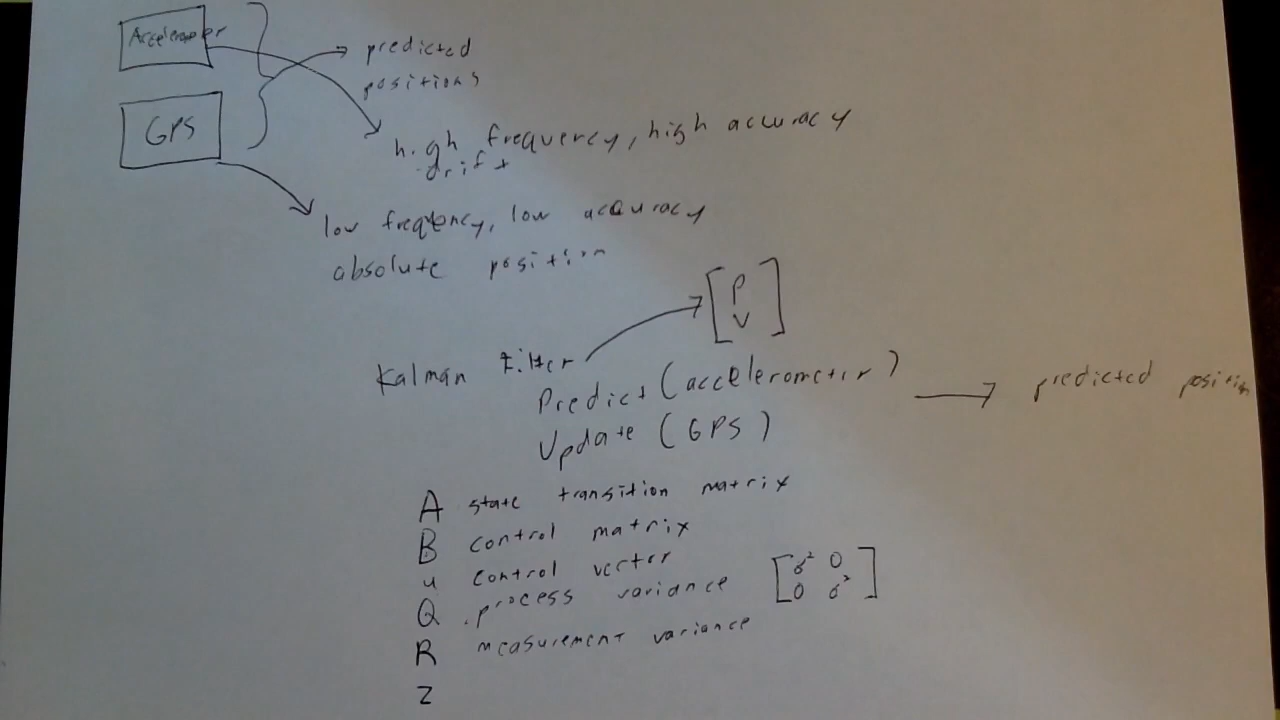 Accelerometer
predicted
positions
GPS
high frequency, high accuracy
drift
low frequency, low accuracy
absolute position
[P
V]
Kalman Filter
Predict (accelerometer) → predicted position
Update (GPS)
A state transition matrix
B control matrix
u control vector
Q process variance [σ² 0
0 σ²]
R measurement variance
Z